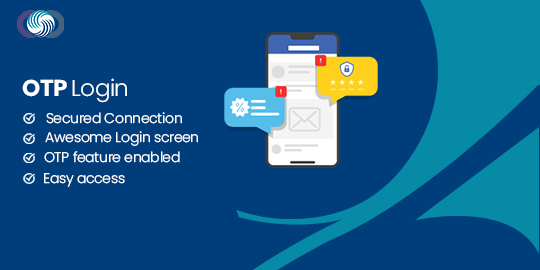 OTP Login
Secured Connection
Awesome Login screen
OTP feature enabled
Easy access